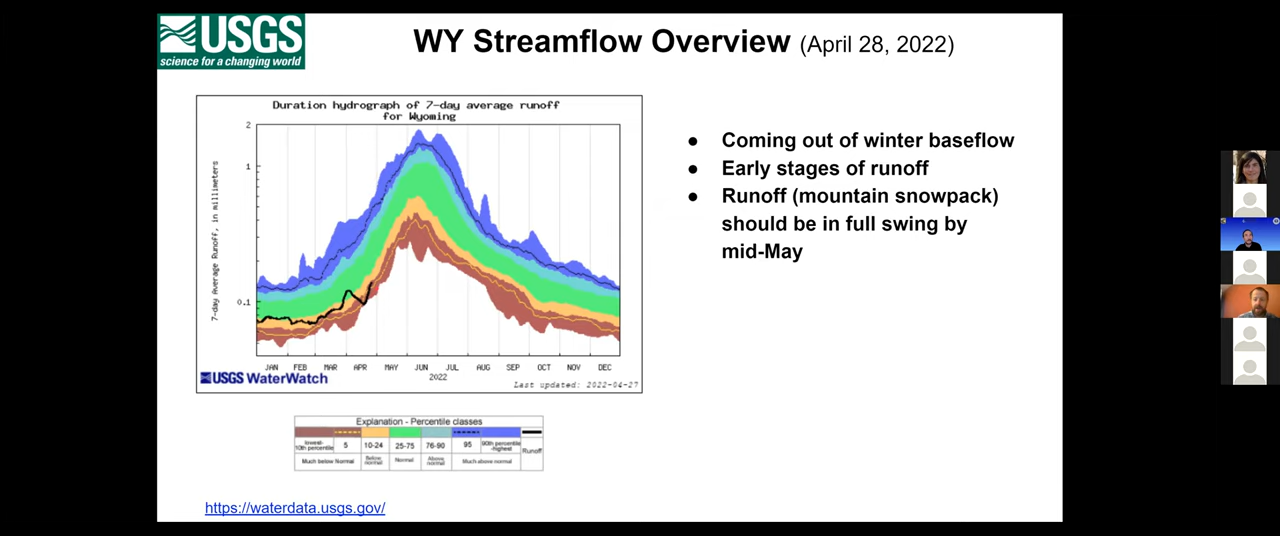 USGS
science for a changing world
WY Streamflow Overview (April 28, 2022)
Duration hydrograph of 7-day average runoff
for Wyoming
7-day Average Runoff, in millimeters
2
1
0.1
JAN FEB MAR APR MAY JUN JUL AUG SEP OCT NOV DEC
2022
USGS WaterWatch
Last updated: 2022-04-27
Explanation - Percentile classes
lowest-
10th percentile
5
10-24
25-75
76-90
95
90th percentile
-highest
Runoff
Much below Normal
Below
normal
Normal
Above
normal
Much above normal
https://waterdata.usgs.gov/
● Coming out of winter baseflow
● Early stages of runoff
● Runoff (mountain snowpack)
should be in full swing by
mid-May